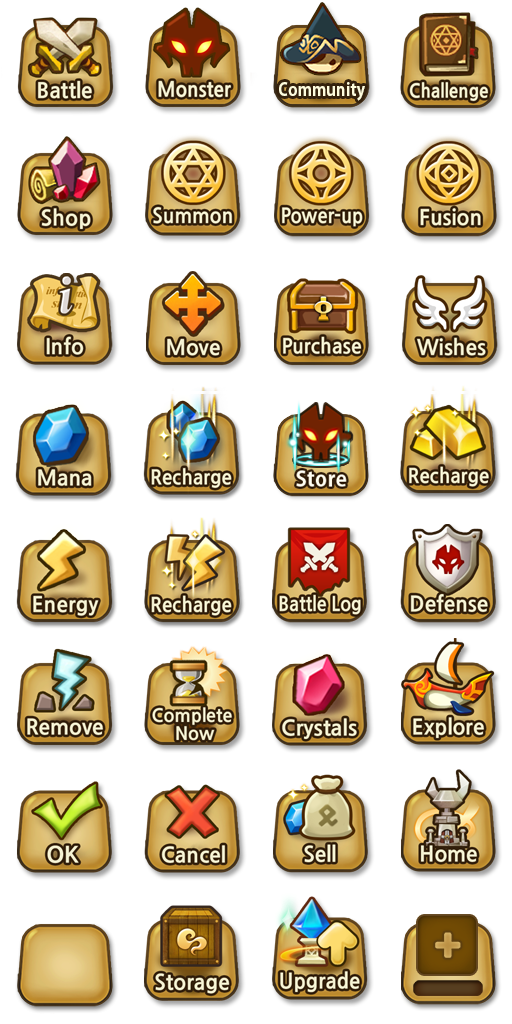 Battle
Monster
Community
Challenge
Shop
Summon
Power-up
Fusion
Info
Move
Purchase
Wishes
Mana
Recharge
Store
Recharge
Energy
Recharge
Battle Log
Defense
Remove
Complete
Now
Crystals
Explore
OK
Cancel
Sell
Home
Storage
Upgrade